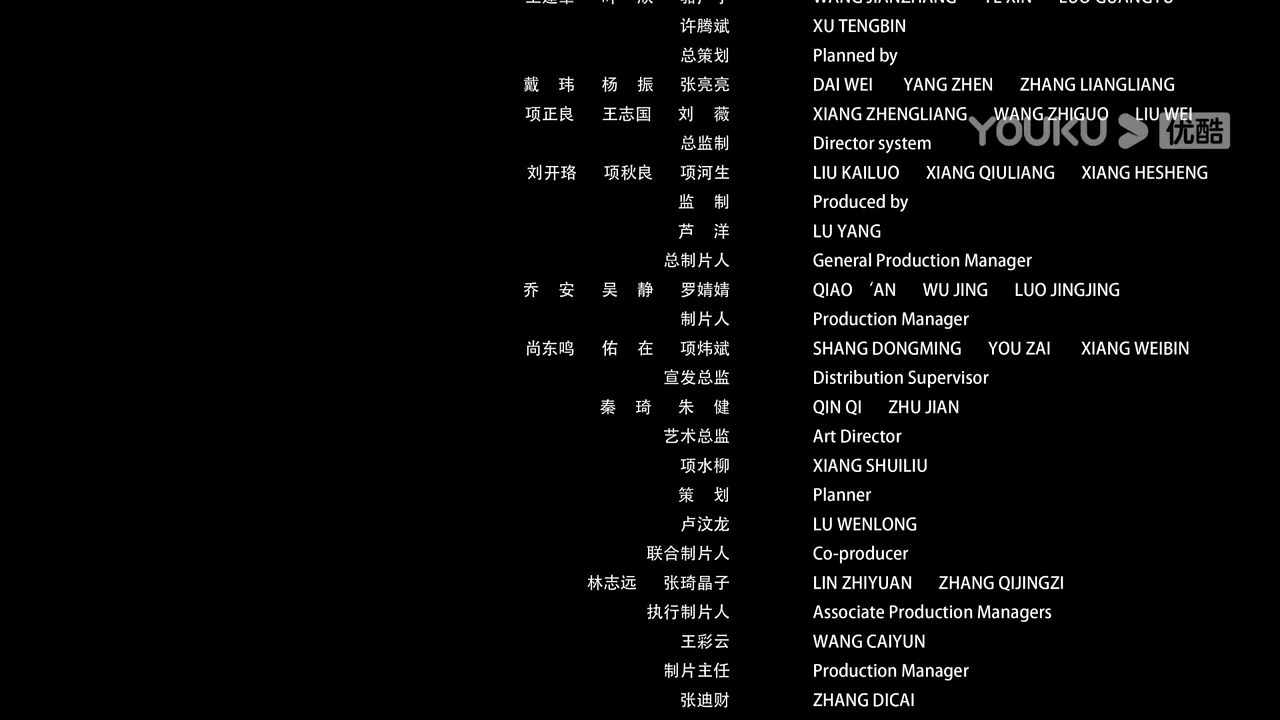 WANG JIANZHANG YE XIN LUO GUANGYU
许腾斌 XU TENGBIN
总策划 Planned by
戴 玮 杨 振 张亮亮 DAI WEI YANG ZHEN ZHANG LIANGLIANG
项正良 王志国 刘 薇 XIANG ZHENGLIANG WANG ZHIGUO LIU WEI
YOUKU 优酷
总监制 Director system
刘开珞 项秋良 项河生 LIU KAILUO XIANG QIULIANG XIANG HESHENG
监 制 Produced by
芦 洋 LU YANG
总制片人 General Production Manager
乔 安 吴 静 罗婧婧 QIAO ‘AN WU JING LUO JINGJING
制片人 Production Manager
尚东鸣 佑 在 项炜斌 SHANG DONGMING YOU ZAI XIANG WEIBIN
宣发总监 Distribution Supervisor
秦 琦 朱 健 QIN QI ZHU JIAN
艺术总监 Art Director
项水柳 XIANG SHUILIU
策 划 Planner
卢汶龙 LU WENLONG
联合制片人 Co-producer
林志远 张琦晶子 LIN ZHIYUAN ZHANG QIJINGZI
执行制片人 Associate Production Managers
王彩云 WANG CAIYUN
制片主任 Production Manager
张迪财 ZHANG DICAI